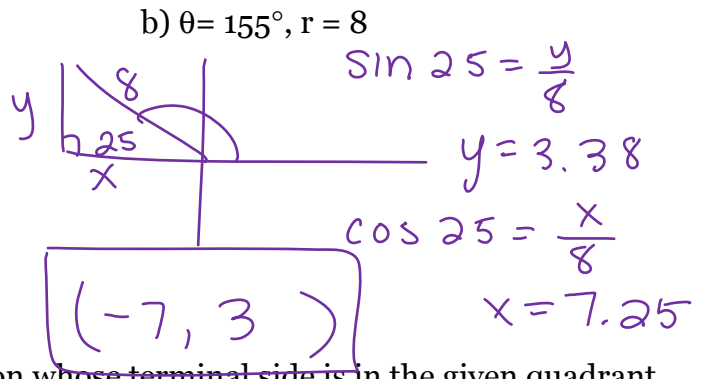 b) θ= 155°, r = 8
sin 25 = y/8
y 8 25 x
y = 3.38
cos 25 = x/8
x = 7.25
(-7, 3 )
on whose terminal side is in the given quadrant